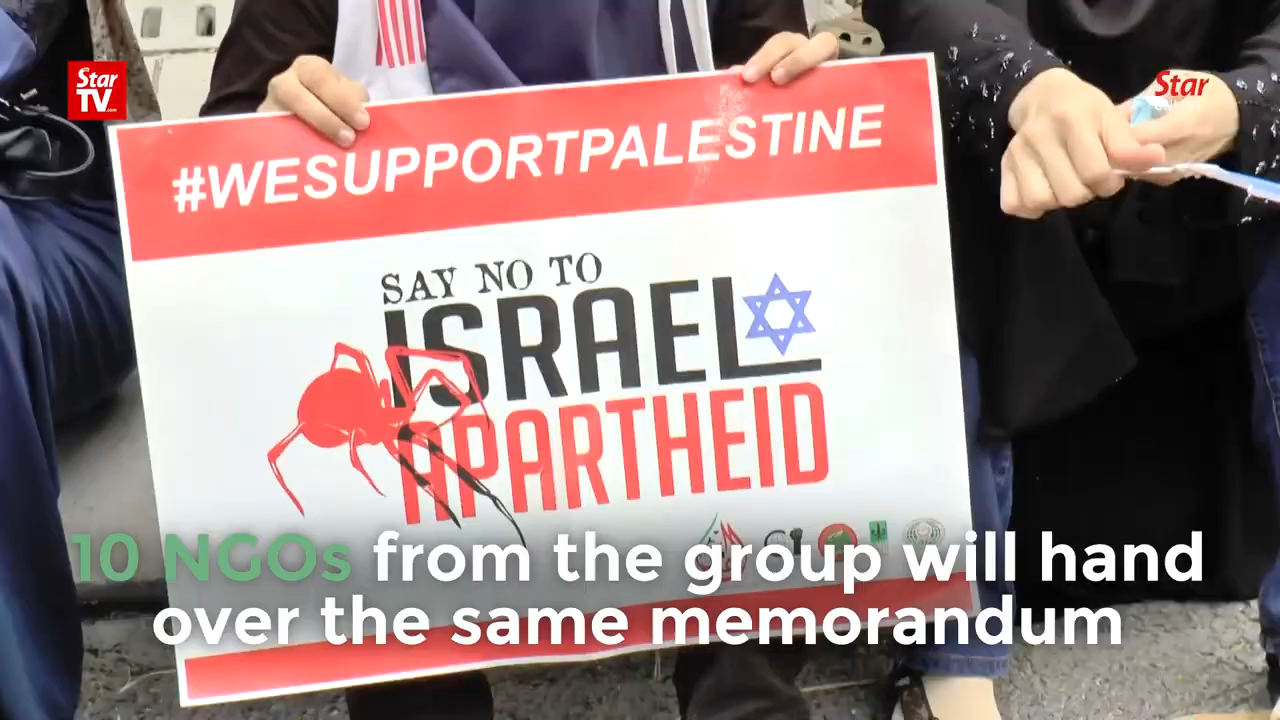 Star
TV.com
Star
#WESUPPORTPALESTINE
SAY NO TO
ISRAEL
APARTHEID
10 NGOs from the group will hand
over the same memorandum